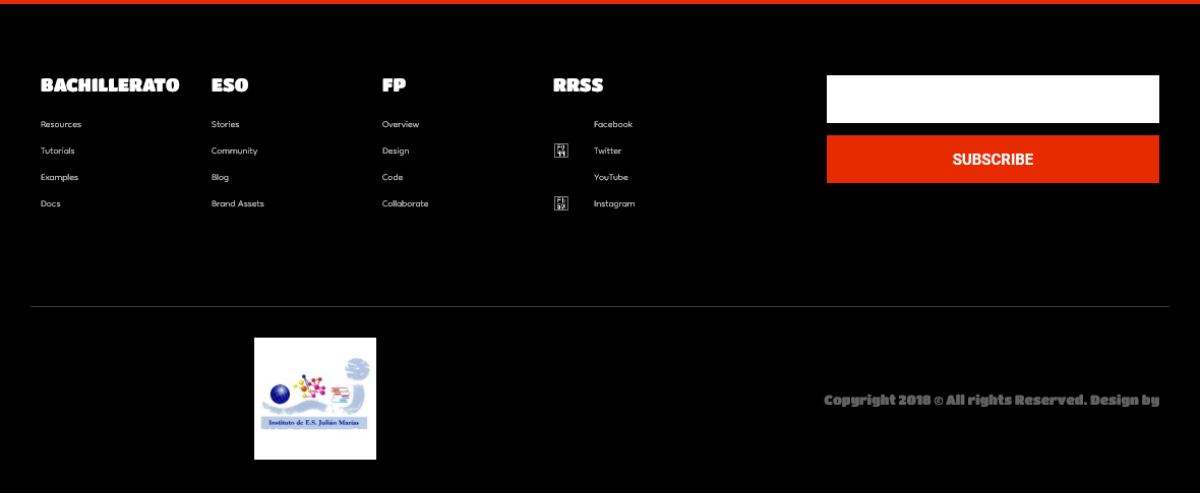 BACHILLERATO
Resources
Tutorials
Examples
Docs
ESO
Stories
Community
Blog
Brand Assets
FP
Overview
Design
Code
Collaborate
RRSS
Facebook
Twitter
YouTube
Instagram
SUBSCRIBE
Instituto de E.S. Julián Marías
Copyright 2018 © All rights Reserved. Design by